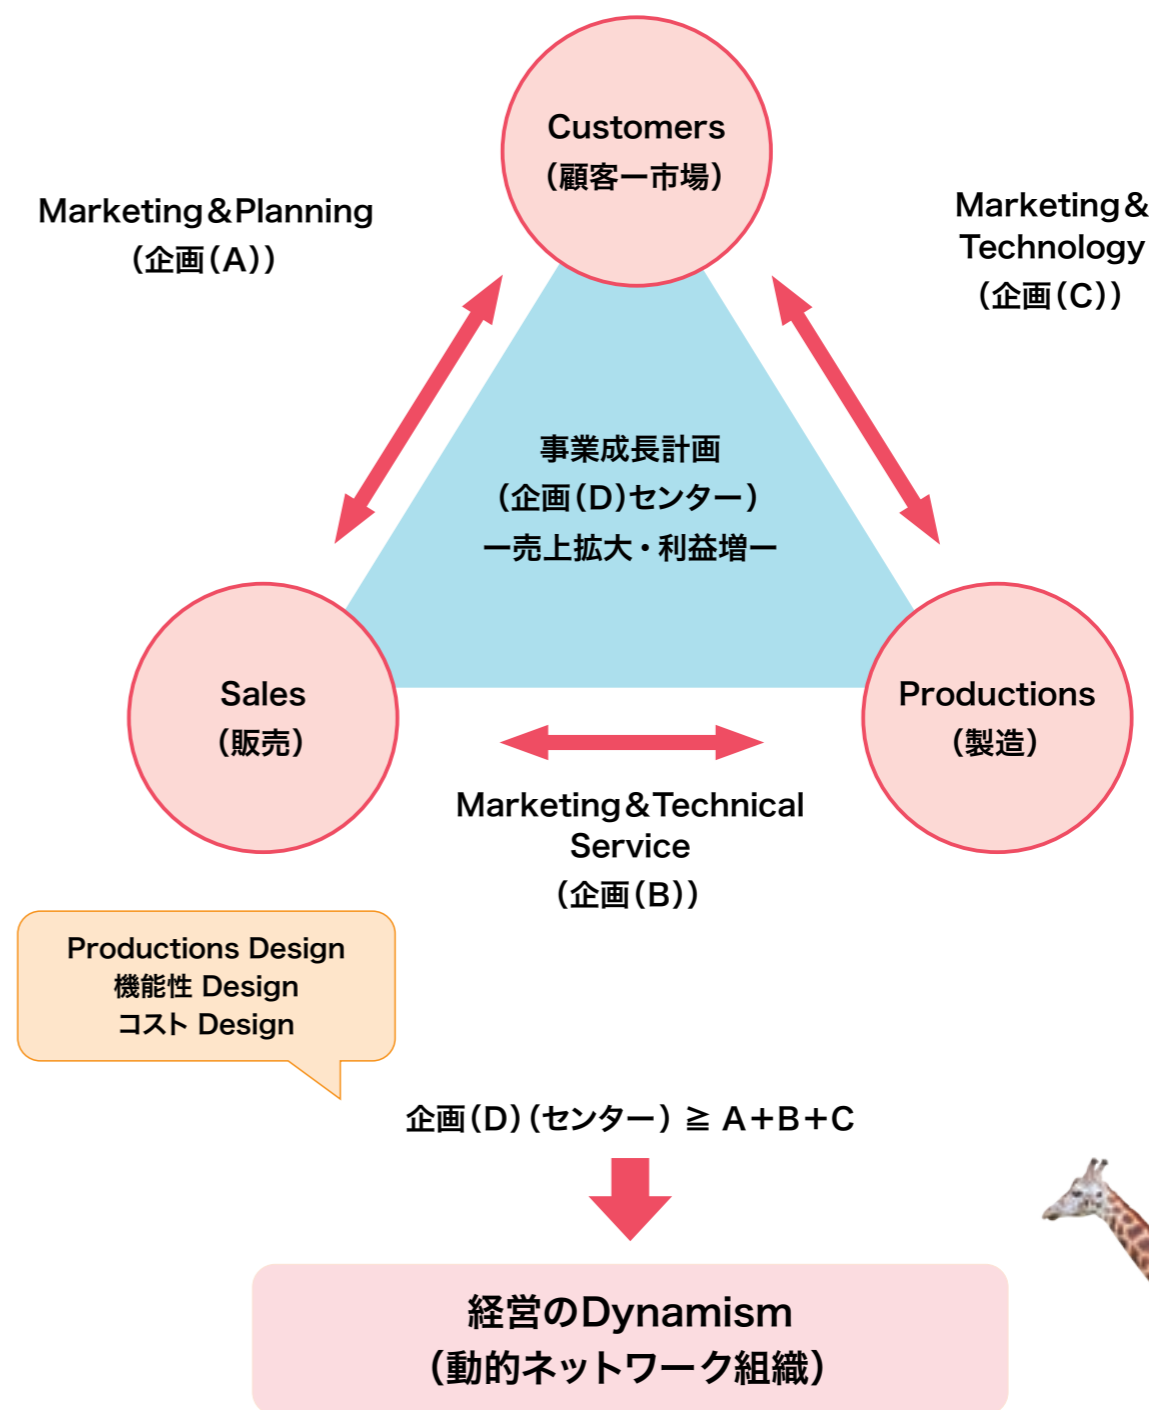 Customers
（顧客ー市場）
Marketing＆Planning
（企画（A））
Marketing＆
Technology
（企画（C））
事業成長計画
（企画（D）センター）
ー売上拡大・利益増ー
Sales
（販売）
Productions
（製造）
Marketing＆Technical
Service
（企画（B））
Productions Design
機能性 Design
コスト Design
企画（D）（センター）≧ A＋B＋C
経営のDynamism
（動的ネットワーク組織）